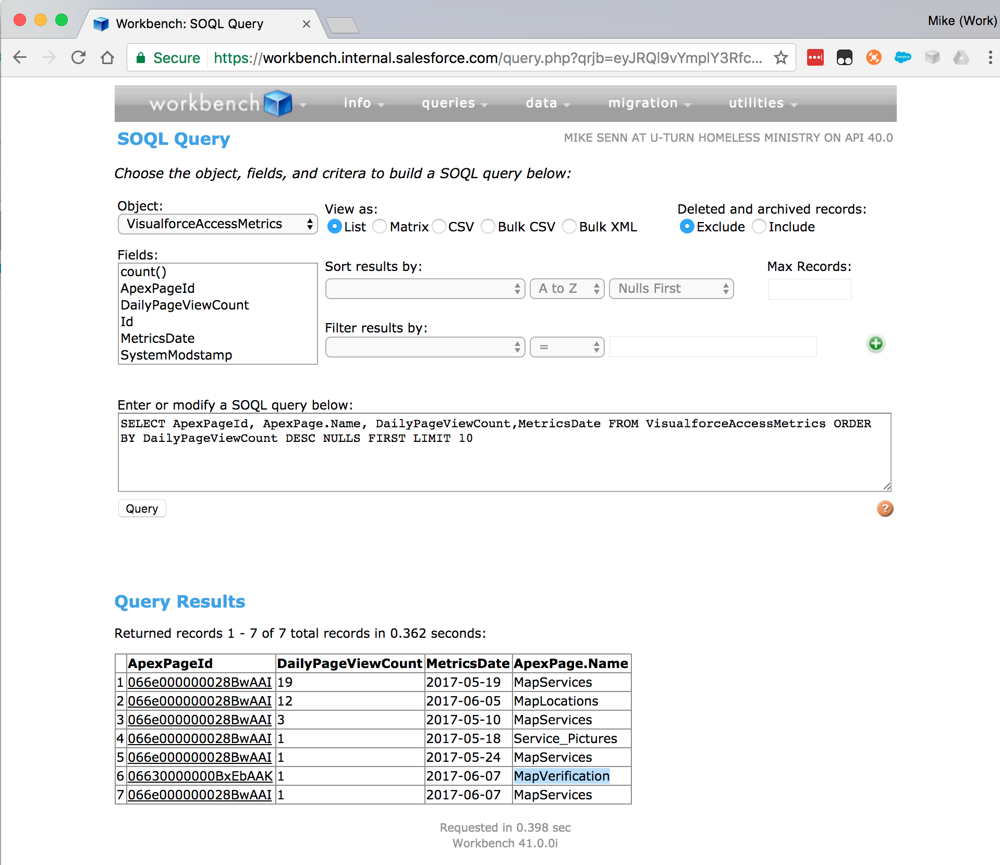 Workbench: SOQL Query
Mike (Work)
Secure https://workbench.internal.salesforce.com/query.php?qrjb=eyJRQl9vYmplY3Rfc...
workbench info queries data migration utilities
SOQL Query
MIKE SENN AT U-TURN HOMELESS MINISTRY ON API 40.0
Choose the object, fields, and critera to build a SOQL query below:
Object:
VisualforceAccessMetrics
View as:
List Matrix CSV Bulk CSV Bulk XML
Deleted and archived records:
Exclude Include
Fields:
count()
ApexPageId
DailyPageViewCount
Id
MetricsDate
SystemModstamp
Sort results by:
A to Z Nulls First
Max Records:
Filter results by:
=
Enter or modify a SOQL query below:
SELECT ApexPageId, ApexPage.Name, DailyPageViewCount,MetricsDate FROM VisualforceAccessMetrics ORDER
BY DailyPageViewCount DESC NULLS FIRST LIMIT 10
Query
?
Query Results
Returned records 1 - 7 of 7 total records in 0.362 seconds:
ApexPageId DailyPageViewCount MetricsDate ApexPage.Name
1 066e000000028BwAAI 19 2017-05-19 MapServices
2 066e000000028BwAAI 12 2017-06-05 MapLocations
3 066e000000028BwAAI 3 2017-05-10 MapServices
4 066e000000028BwAAI 1 2017-05-18 Service_Pictures
5 066e000000028BwAAI 1 2017-05-24 MapServices
6 06630000000BxEbAAK 1 2017-06-07 MapVerification
7 066e000000028BwAAI 1 2017-06-07 MapServices
Requested in 0.398 sec
Workbench 41.0.0i